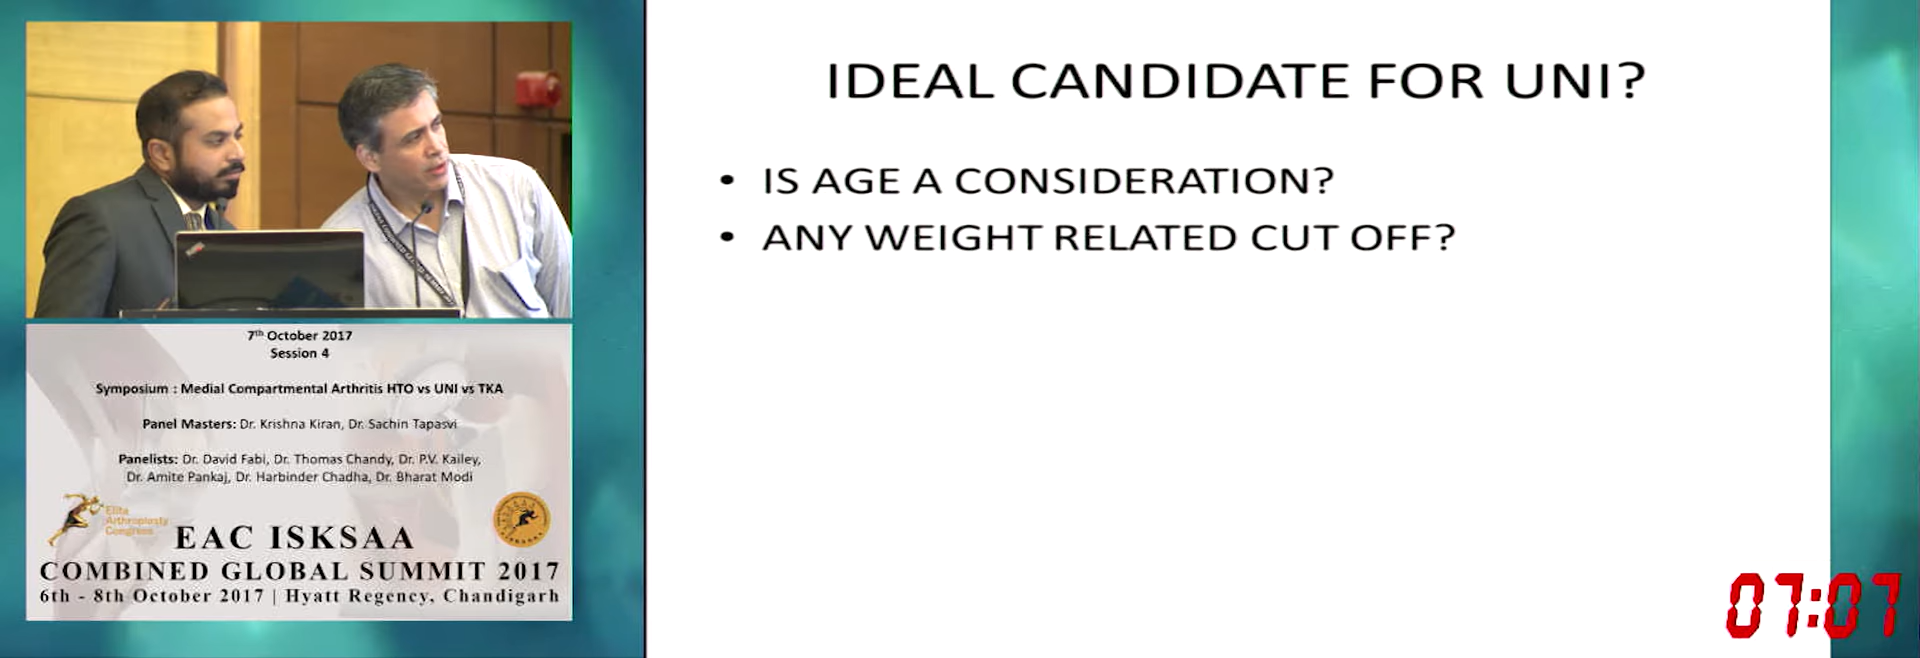 IDEAL CANDIDATE FOR UNI?
• IS AGE A CONSIDERATION?
• ANY WEIGHT RELATED CUT OFF?
7th October 2017
Session 4
Symposium : Medial Compartmental Arthritis HTO vs UNI vs TKA
Panel Masters: Dr. Krishna Kiran, Dr. Sachin Tapasvi
Panelists: Dr. David Fabi, Dr. Thomas Chandy, Dr. P.V. Kailey,
Dr. Amite Pankaj, Dr. Harbinder Chadha, Dr. Bharat Modi
Elite
Arthroplasty
Congress
EAC ISKSAA
COMBINED GLOBAL SUMMIT 2017
6th - 8th October 2017 | Hyatt Regency, Chandigarh
07:07